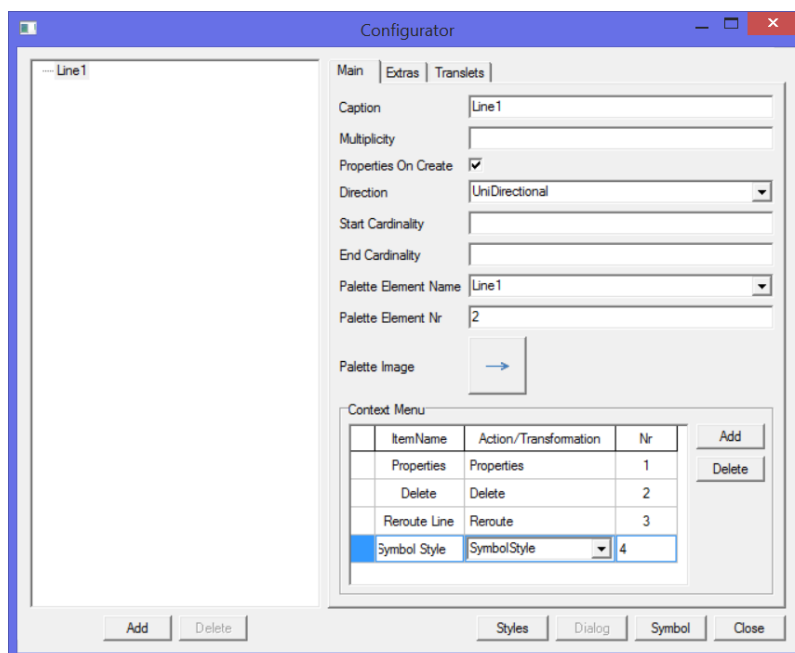 Configurator
Line1
Main Extras Translets
Caption Line1
Multiplicity
Properties On Create
Direction UniDirectional
Start Cardinality
End Cardinality
Palette Element Name Line1
Palette Element Nr 2
Palette Image
Context Menu
ItemName Action/Transformation Nr Add
Properties Properties 1 Delete
Delete Delete 2
Reroute Line Reroute 3
Symbol Style SymbolStyle 4
Add Delete Styles Dialog Symbol Close